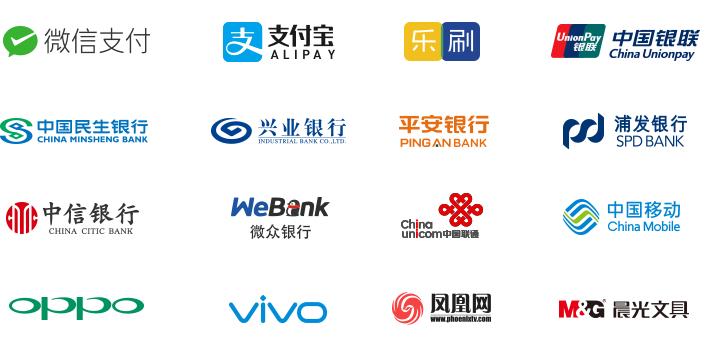 微信支付
支
支付宝
ALIPAY
乐刷
UnionPay
银联
中国银联
China Unionpay
中国民生银行
CHINA MINSHENG BANK
兴业银行
INDUSTRIAL BANK CO.,LTD.
平安银行
PING AN BANK
浦发银行
SPD BANK
中信银行
CHINA CITIC BANK
WeBank
微众银行
China
unicom中国联通
中国移动
China Mobile
oppo
vivo
凤凰网
www.phoenixtv.com
M&G 晨光文具